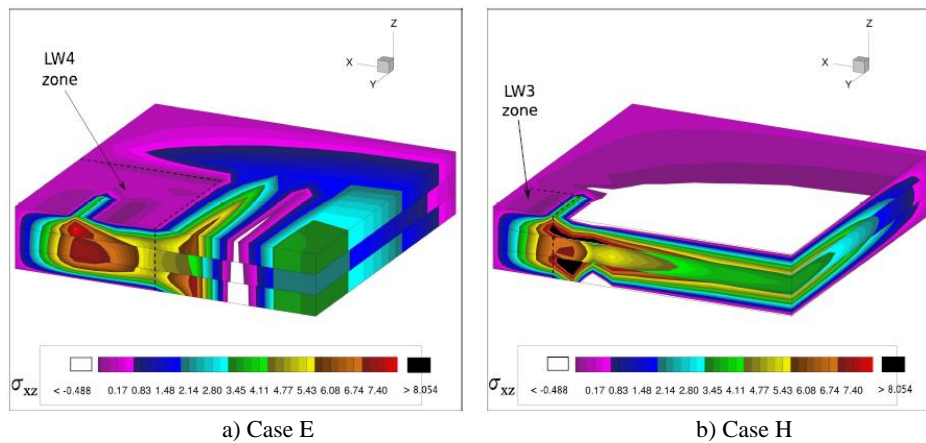 Z
X
Y
LW4
zone
σxz
< -0.488 0.17 0.83 1.48 2.14 2.80 3.45 4.11 4.77 5.43 6.08 6.74 7.40 > 8.054
a) Case E
Z
X
Y
LW3
zone
σxz
< -0.488 0.17 0.83 1.48 2.14 2.80 3.45 4.11 4.77 5.43 6.08 6.74 7.40 > 8.054
b) Case H